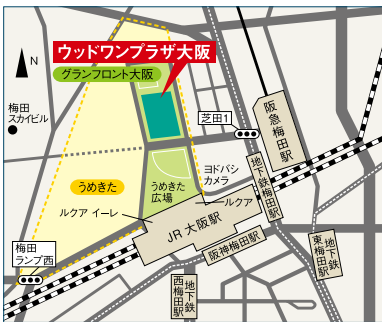 N
ウッドワンプラザ大阪
グランフロント大阪
梅田
スカイビル
芝田1
阪急梅田駅
地下鉄梅田駅
ヨドバシ
カメラ
うめきた
うめきた
広場
ルクア
ルクア イーレ
JR 大阪駅
梅田
ランプ西
阪神梅田駅
地下鉄
東梅田駅
地下鉄
西梅田駅